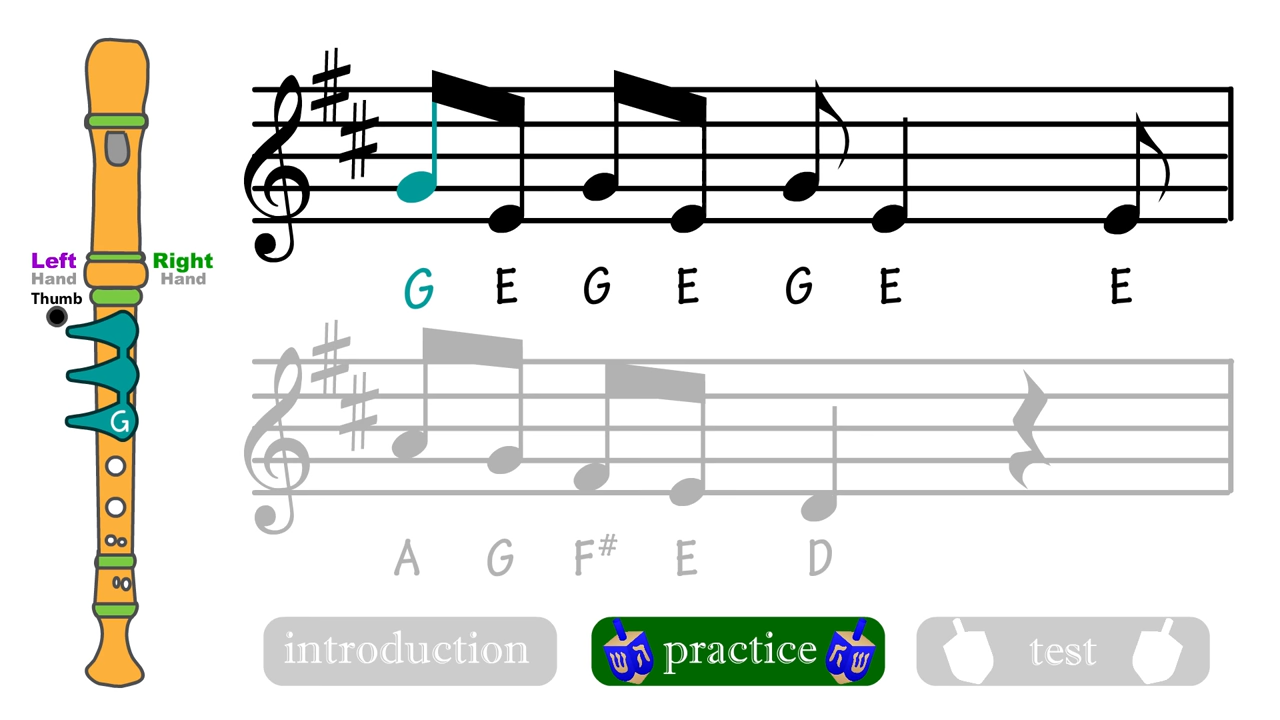 Left Right
Hand Hand
Thumb
G
G E G E G E E
A G F# E D
introduction
ש ה practice ה ש
test